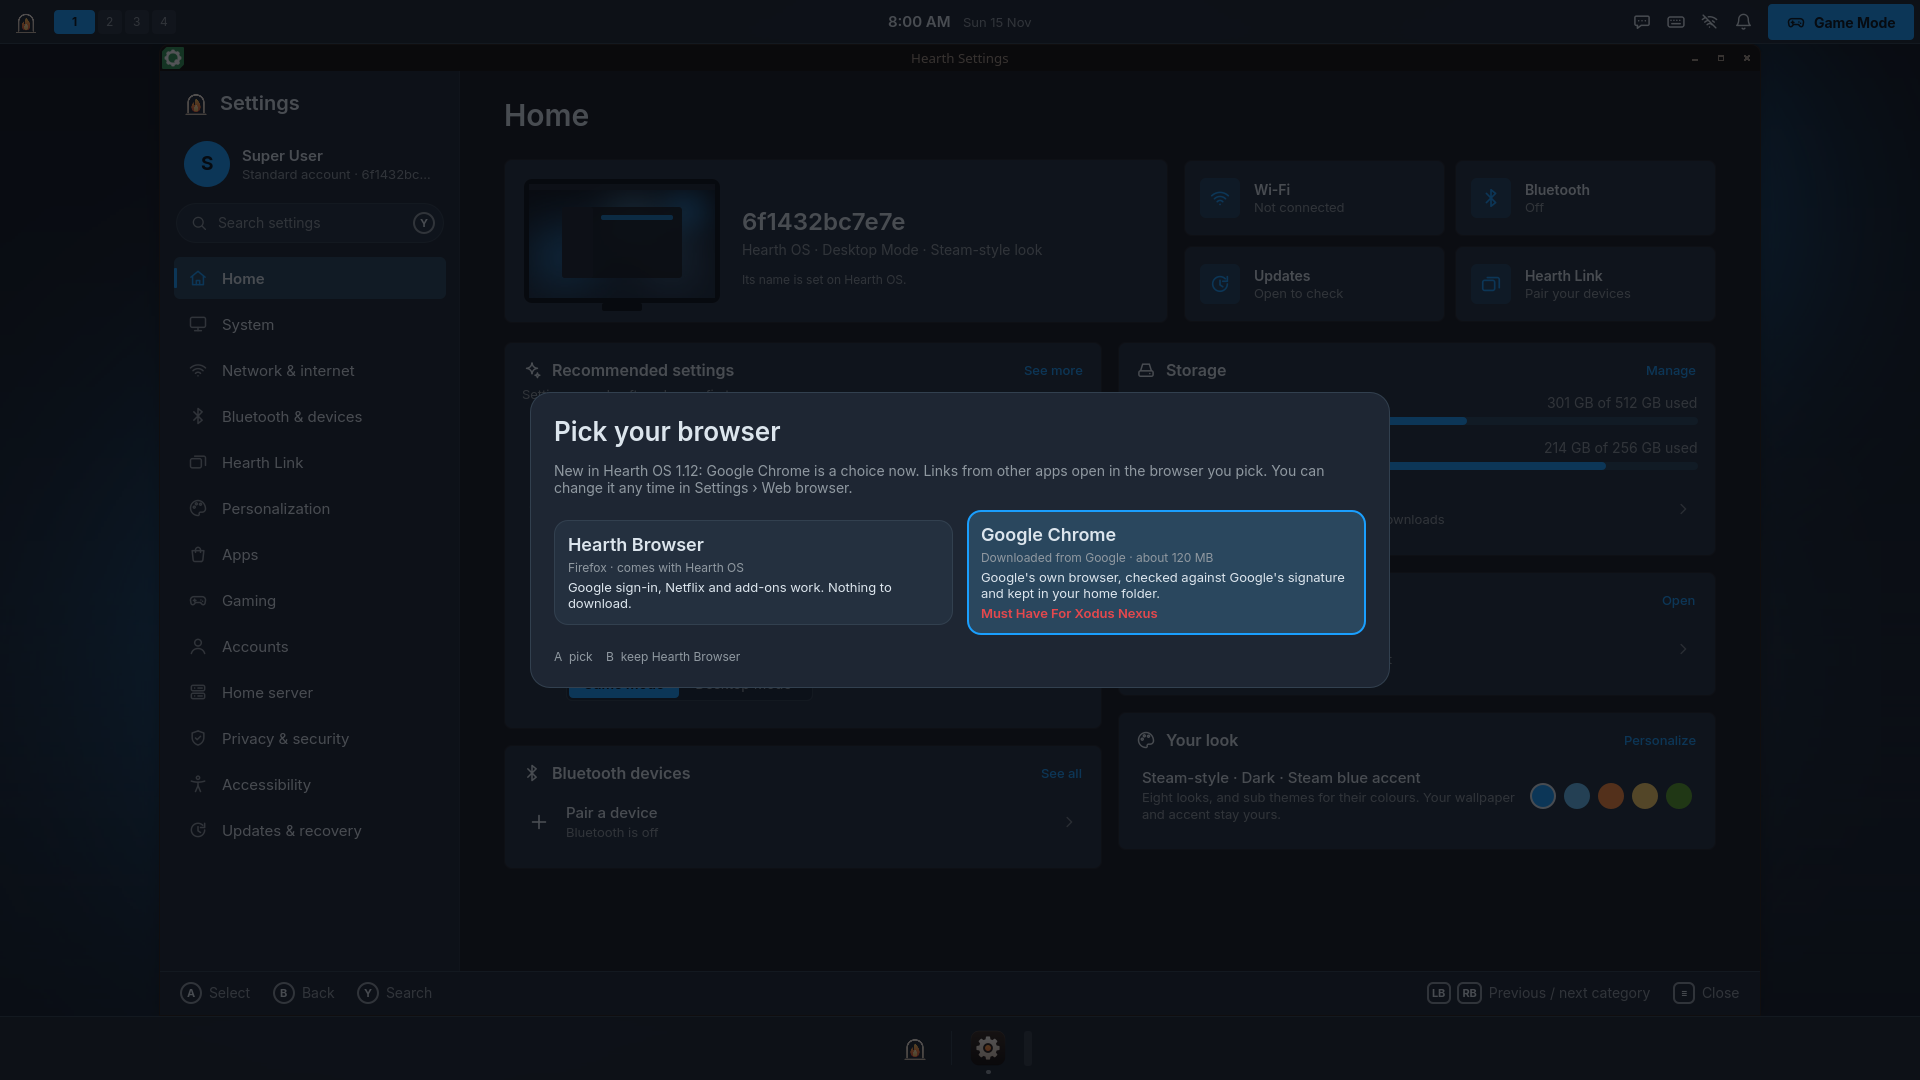 1 2 3 4
8:00 AM Sun 15 Nov
Game Mode
Hearth Settings
Settings
S
Super User
Standard account · 6f1432bc...
Search settings
Y
Home
System
Network & internet
Bluetooth & devices
Hearth Link
Personalization
Apps
Gaming
Accounts
Home server
Privacy & security
Accessibility
Updates & recovery
Home
6f1432bc7e7e
Hearth OS · Desktop Mode · Steam-style look
Its name is set on Hearth OS.
Wi-Fi
Not connected
Bluetooth
Off
Updates
Open to check
Hearth Link
Pair your devices
Recommended settings
See more
Storage
Manage
301 GB of 512 GB used
214 GB of 256 GB used
Open
Pick your browser
New in Hearth OS 1.12: Google Chrome is a choice now. Links from other apps open in the browser you pick. You can
change it any time in Settings › Web browser.
Hearth Browser
Firefox · comes with Hearth OS
Google sign-in, Netflix and add-ons work. Nothing to
download.
Google Chrome
Downloaded from Google · about 120 MB
Google's own browser, checked against Google's signature
and kept in your home folder.
Must Have For Xodus Nexus
A pick B keep Hearth Browser
Bluetooth devices
See all
Pair a device
Bluetooth is off
Your look
Personalize
Steam-style · Dark · Steam blue accent
Eight looks, and sub themes for their colours. Your wallpaper
and accent stay yours.
A Select B Back Y Search
LB RB Previous / next category ≡ Close